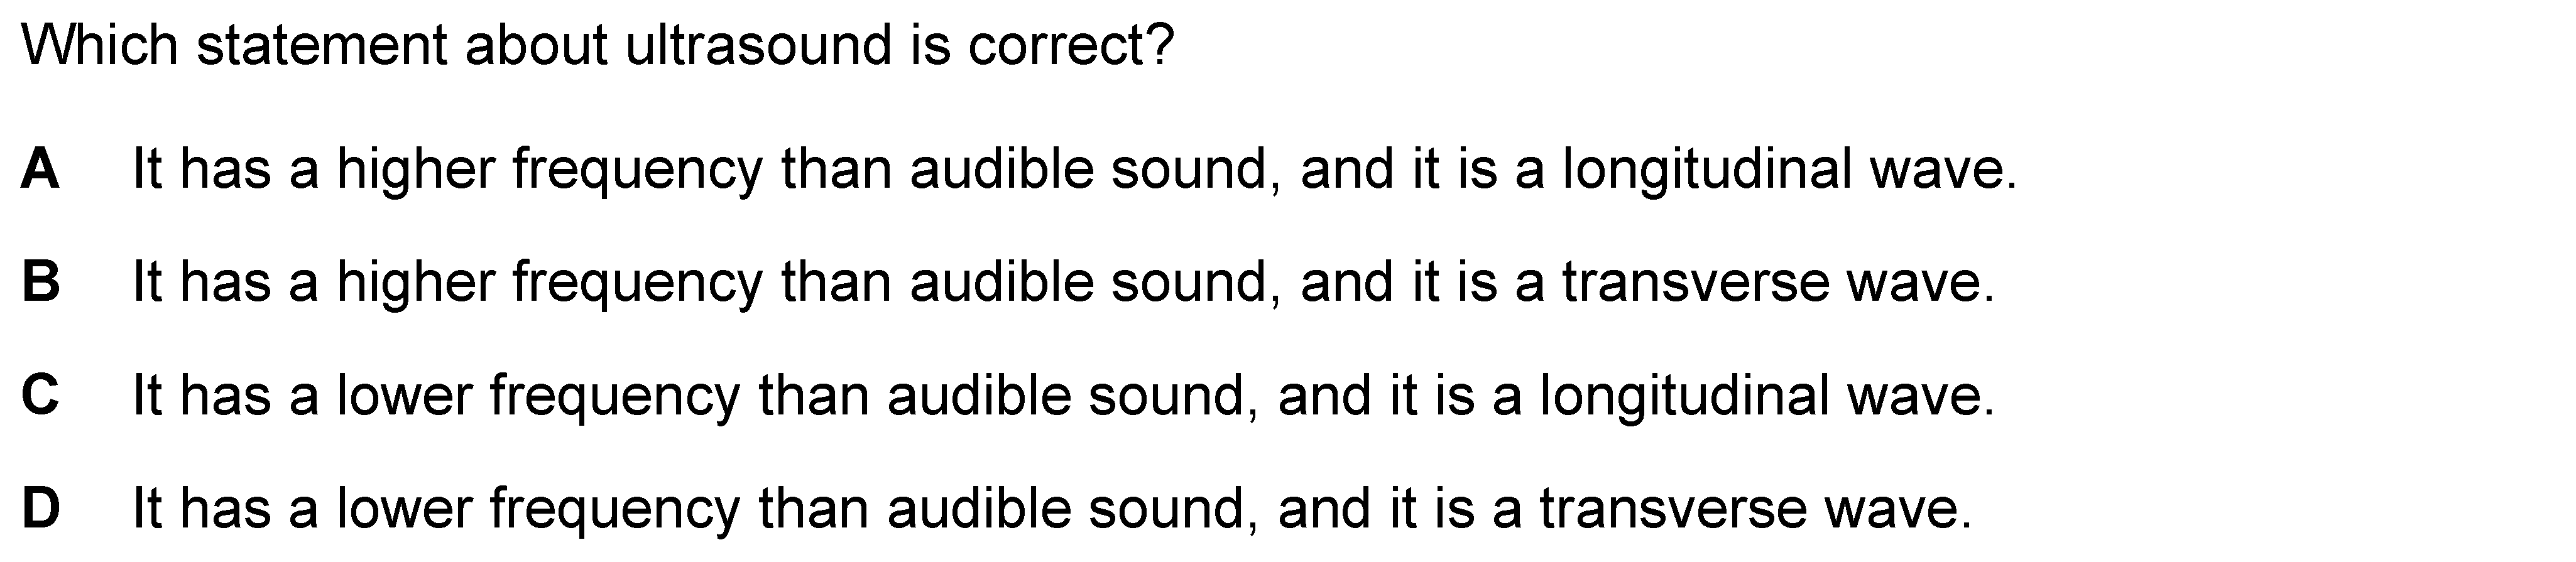 Which statement about ultrasound is correct?
A It has a higher frequency than audible sound, and it is a longitudinal wave.
B It has a higher frequency than audible sound, and it is a transverse wave.
C It has a lower frequency than audible sound, and it is a longitudinal wave.
D It has a lower frequency than audible sound, and it is a transverse wave.